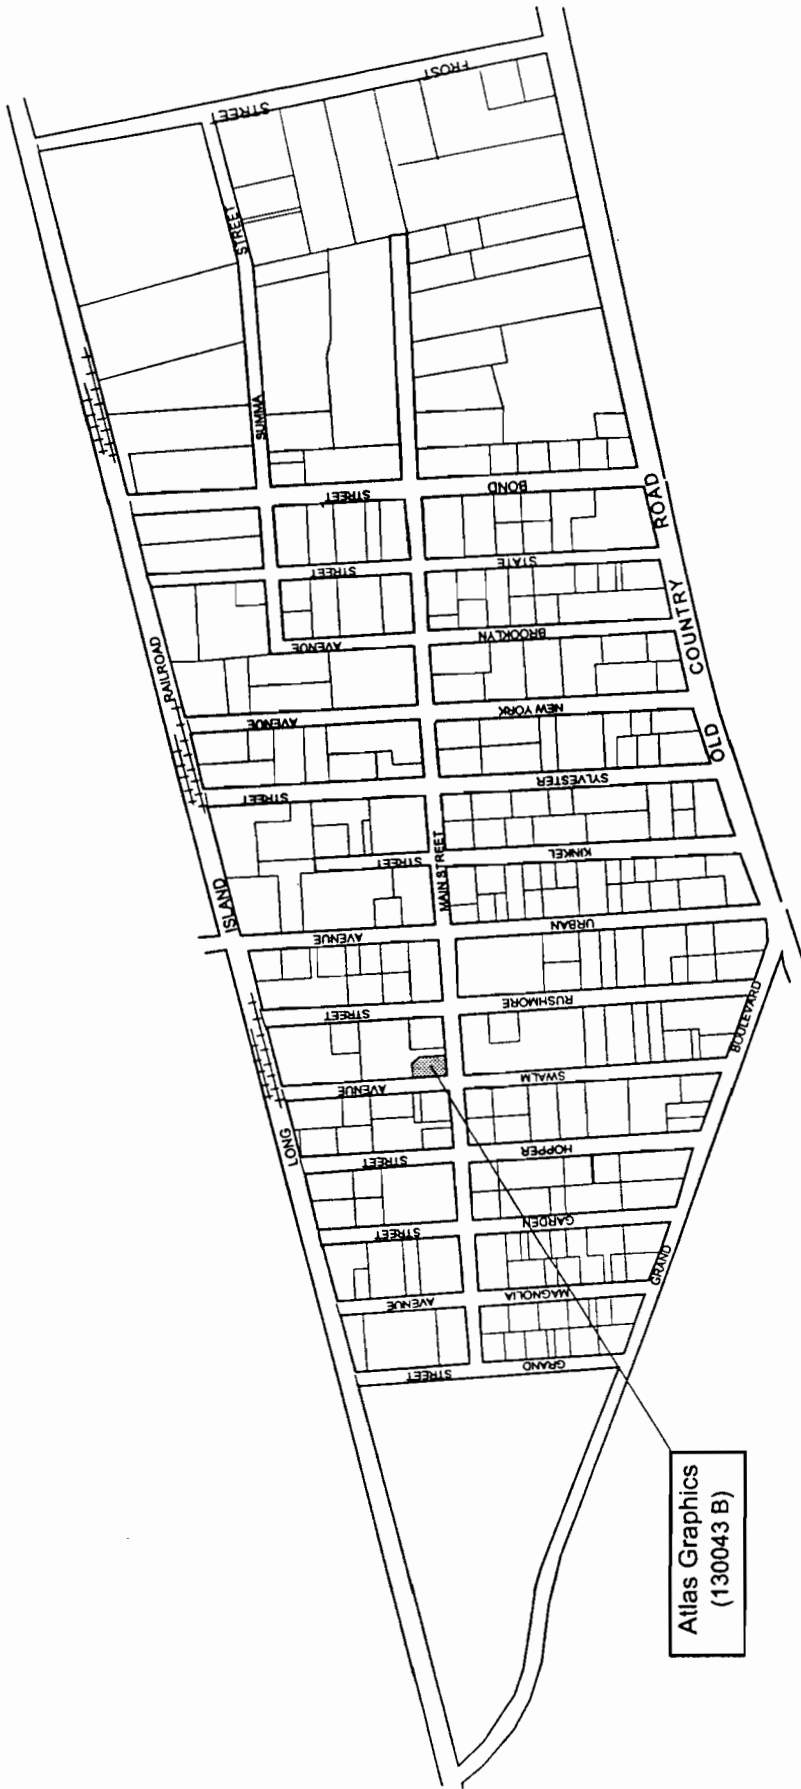 FROST
STREET
STREET
SUMMA
STREET
BOND
ROAD
STREET
STATE
COUNTRY
AVENUE
BROOKLYN
RAILROAD
AVENUE
NEW YORK
OLD
STREET
SYLVESTER
STREET
MAIN STREET
KINKEL
ISLAND
AVENUE
URBAN
STREET
RUSHMORE
BOULEVARD
AVENUE
SWALM
LONG
STREET
HOPPER
STREET
GARDEN
GRAND
AVENUE
MAGNOLIA
STREET
GRAND
Atlas Graphics
(130043 B)